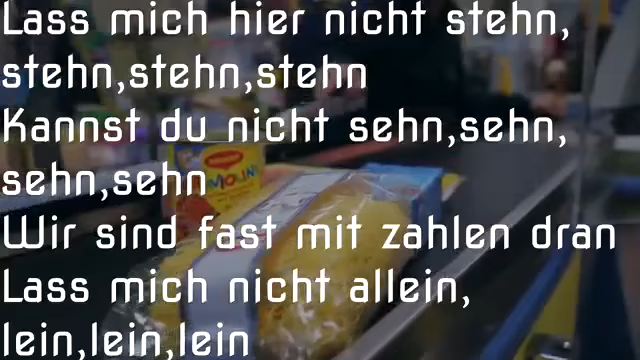 Lass mich hier nicht stehn,
stehn,stehn,stehn
Kannst du nicht sehn,sehn,
sehn,sehn
Wir sind fast mit zahlen dran
Lass mich nicht allein,
lein,lein,lein
MAGGI